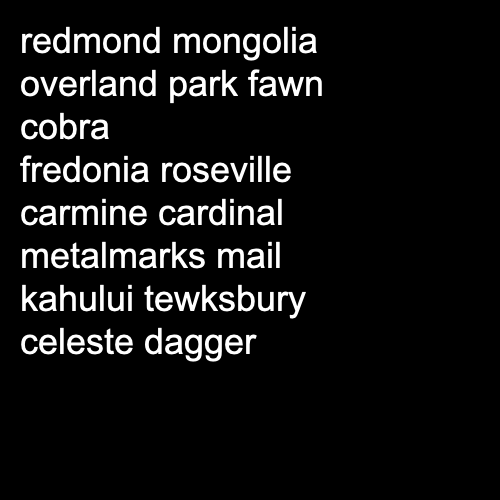 redmond mongolia
overland park fawn
cobra
fredonia roseville
carmine cardinal
metalmarks mail
kahului tewksbury
celeste dagger